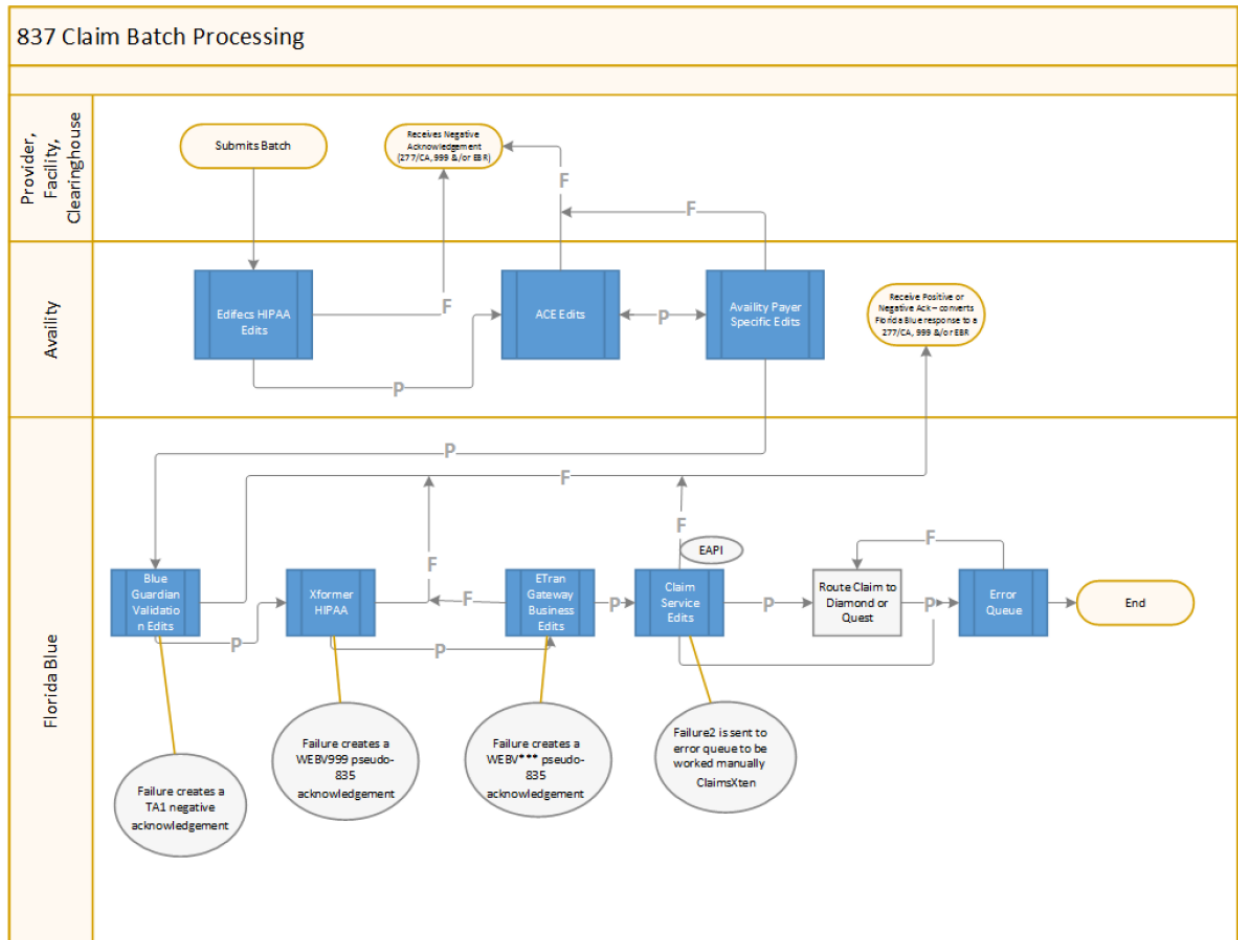 837 Claim Batch Processing
Provider,
Facility,
Clearinghouse
Submits Batch
Receives Negative
Acknowledgement
(277/CA, 999 &/or EBR)
F
F
F
Availity
Edifecs HIPAA
Edits
ACE Edits
P
Availity Payer
Specific Edits
Receive Positive or
Negative Ack – converts
Florida Blue response to a
277/CA, 999 &/or EBR
P
Florida Blue
P
F
F
F
EAPI
F
Blue
Guardian
Validatio
n Edits
P
Xformer
HIPAA
F
P
ETran
Gateway
Business
Edits
P
Claim
Service
Edits
P
Route Claim to
Diamond or
Quest
P
Error
Queue
End
Failure creates a
TA1 negative
acknowledgement
Failure creates a
WEBV999 pseudo-
835
acknowledgement
Failure creates a
WEBV*** pseudo-
835
acknowledgement
Failure2 is sent to
error queue to be
worked manually
ClaimsXten